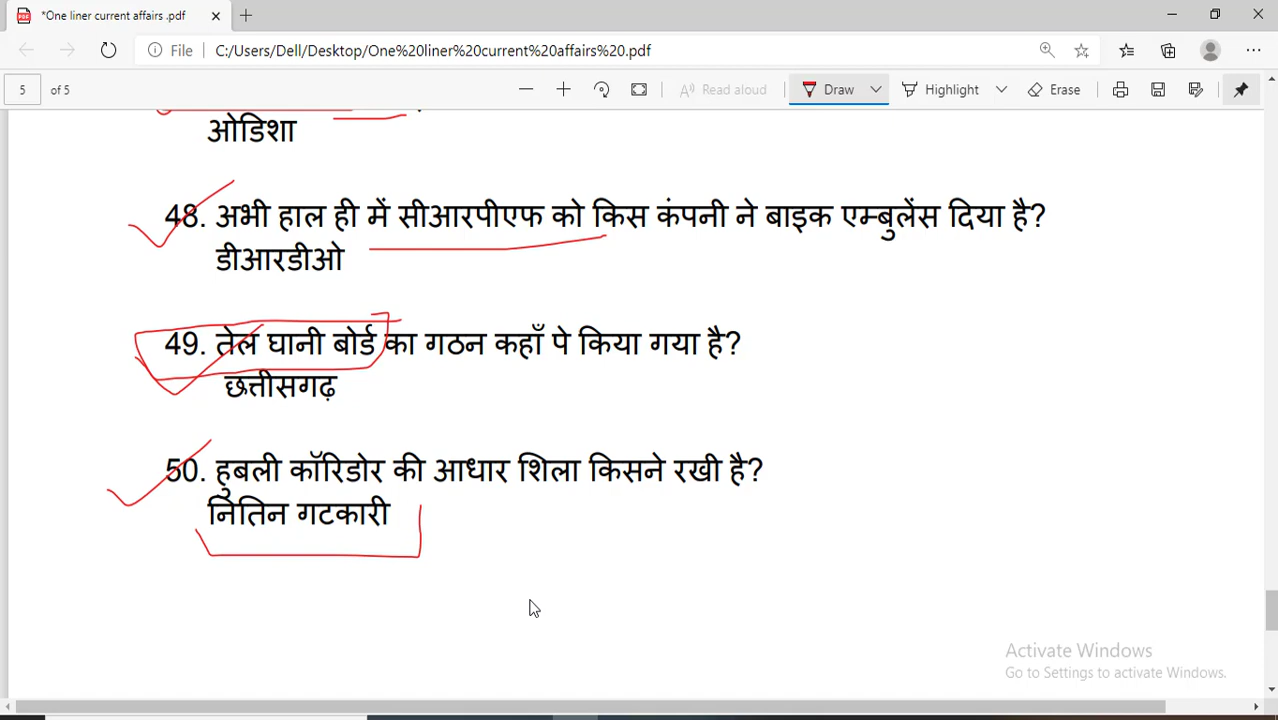 *One liner current affairs .pdf
File C:/Users/Dell/Desktop/One%20liner%20current%20affairs%20.pdf
5 of 5 Read aloud Draw Highlight Erase
ओडिशा
48. अभी हाल ही में सीआरपीएफ को किस कंपनी ने बाइक एम्बुलेंस दिया है?
डीआरडीओ
49. तेल घानी बोर्ड का गठन कहाँ पे किया गया है?
छत्तीसगढ़
50. हुबली कॉरिडोर की आधार शिला किसने रखी है?
नितिन गटकारी
Activate Windows
Go to Settings to activate Windows.